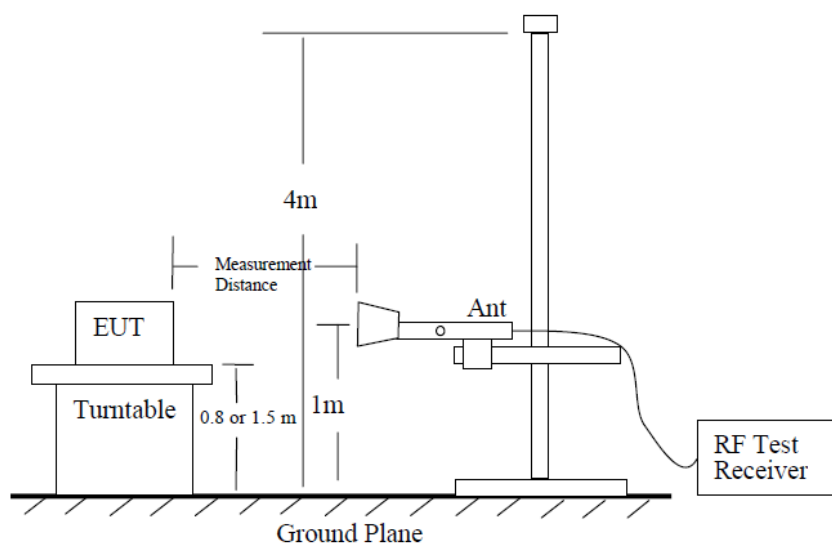 4m
Measurement
Distance
EUT
Ant
Turntable
0.8 or 1.5 m
1m
RF Test
Receiver
Ground Plane